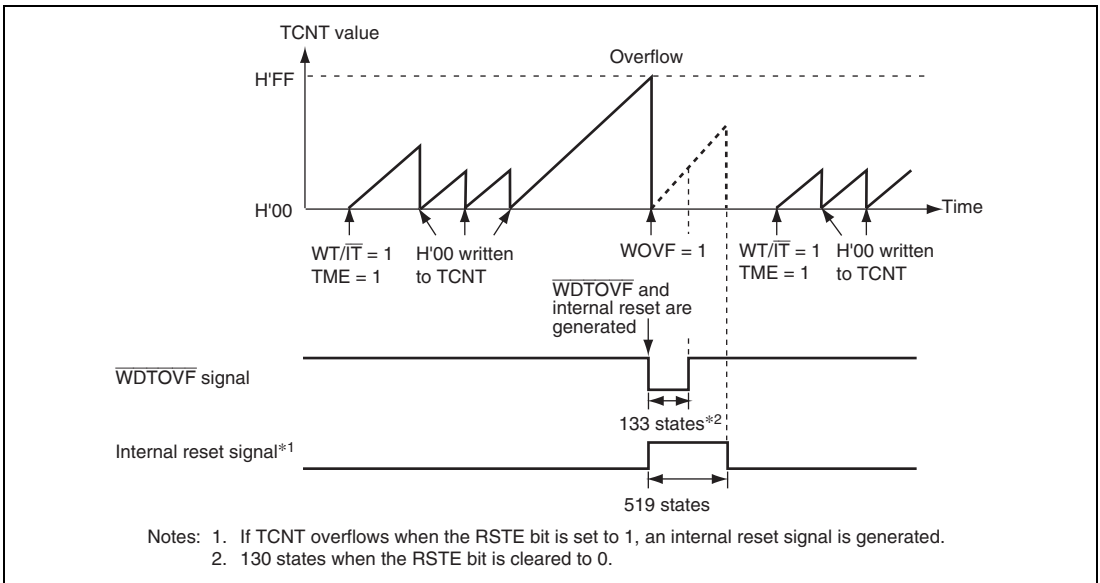 TCNT value
Overflow
H'FF
H'00
Time
WT/IT = 1
TME = 1
H'00 written
to TCNT
WOVF = 1
WT/IT = 1
TME = 1
H'00 written
to TCNT
WDTOVF and
internal reset are
generated
WDTOVF signal
133 states*2
Internal reset signal*1
519 states
Notes: 1. If TCNT overflows when the RSTE bit is set to 1, an internal reset signal is generated.
2. 130 states when the RSTE bit is cleared to 0.